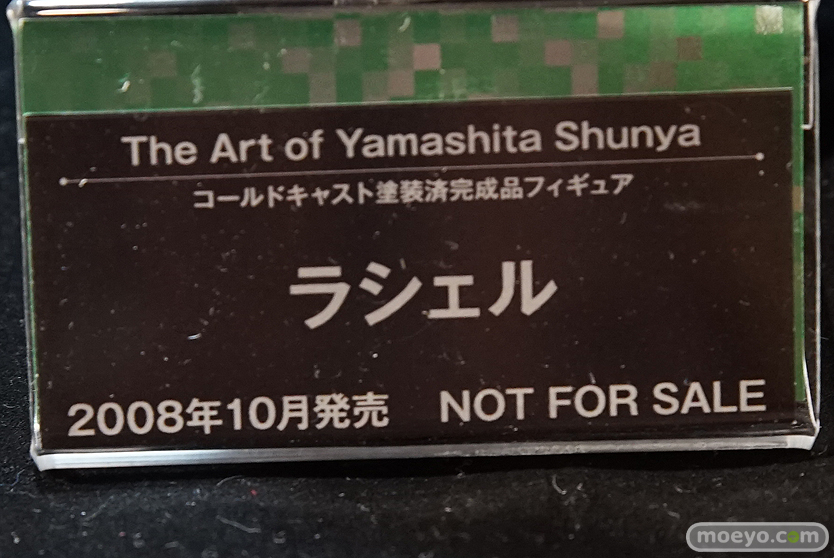 The Art of Yamashita Shunya
コールドキャスト塗装済完成品フィギュア
ラシェル
2008年10月発売 NOT FOR SALE
moeyo.com